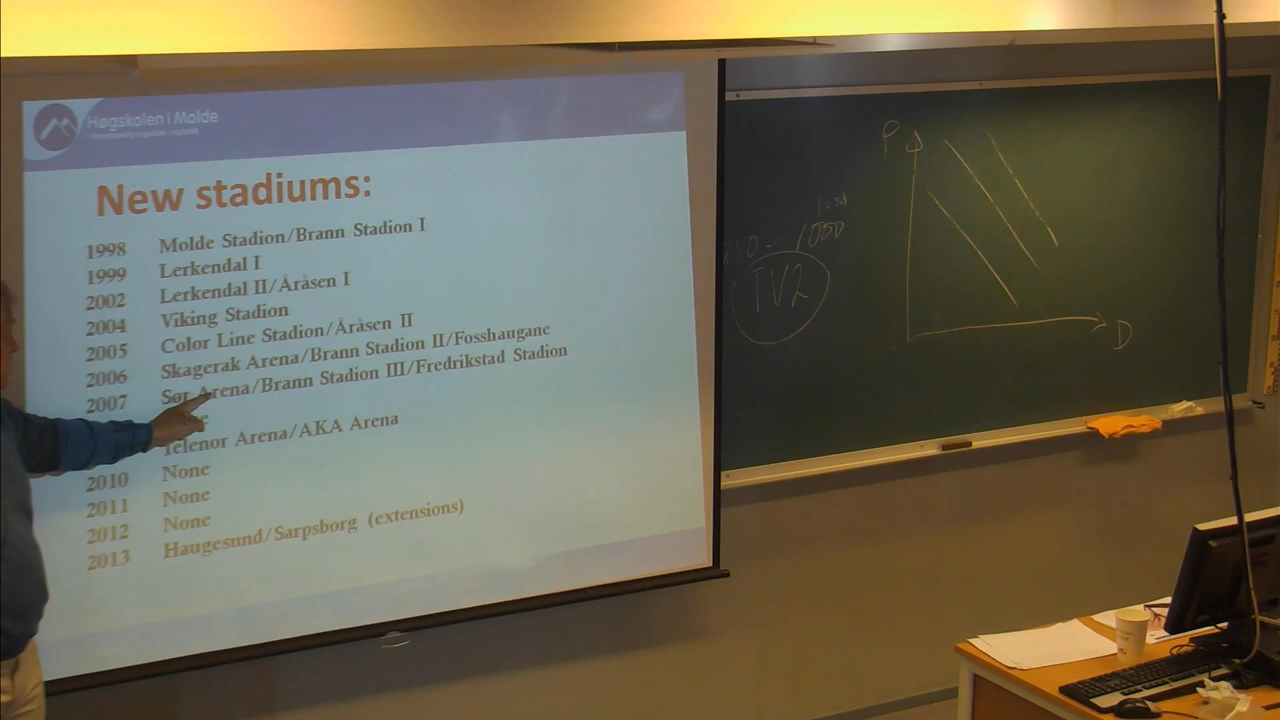 Høgskolen i Molde
New stadiums:
1998 Molde Stadion/Brann Stadion I
1999 Lerkendal I
2002 Lerkendal II/Åråsen I
2004 Viking Stadion
2005 Color Line Stadion/Åråsen II
2006 Skagerak Arena/Brann Stadion II/Fosshaugane
2007 Sør Arena/Brann Stadion III/Fredrikstad Stadion
Telenor Arena/AKA Arena
2010 None
2011 None
2012 None
2013 Haugesund/Sarpsborg (extensions)
TV2
P
D